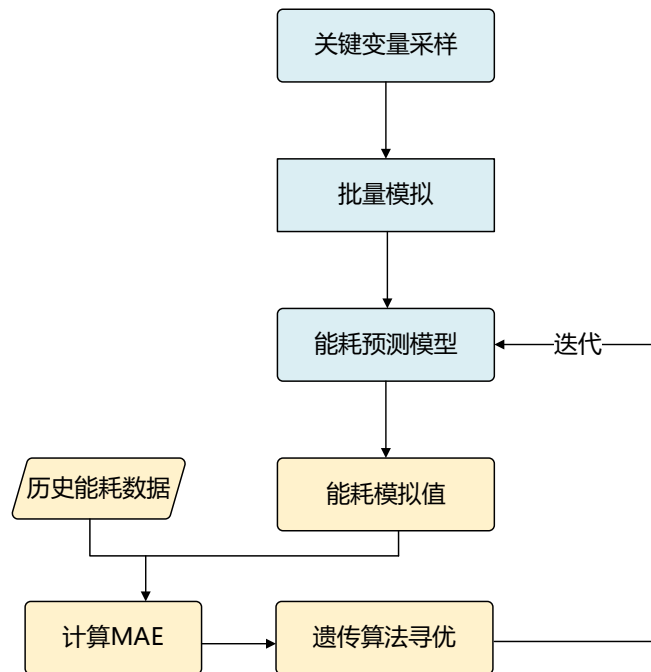 关键变量采样
批量模拟
能耗预测模型
迭代
历史能耗数据
能耗模拟值
计算MAE
遗传算法寻优